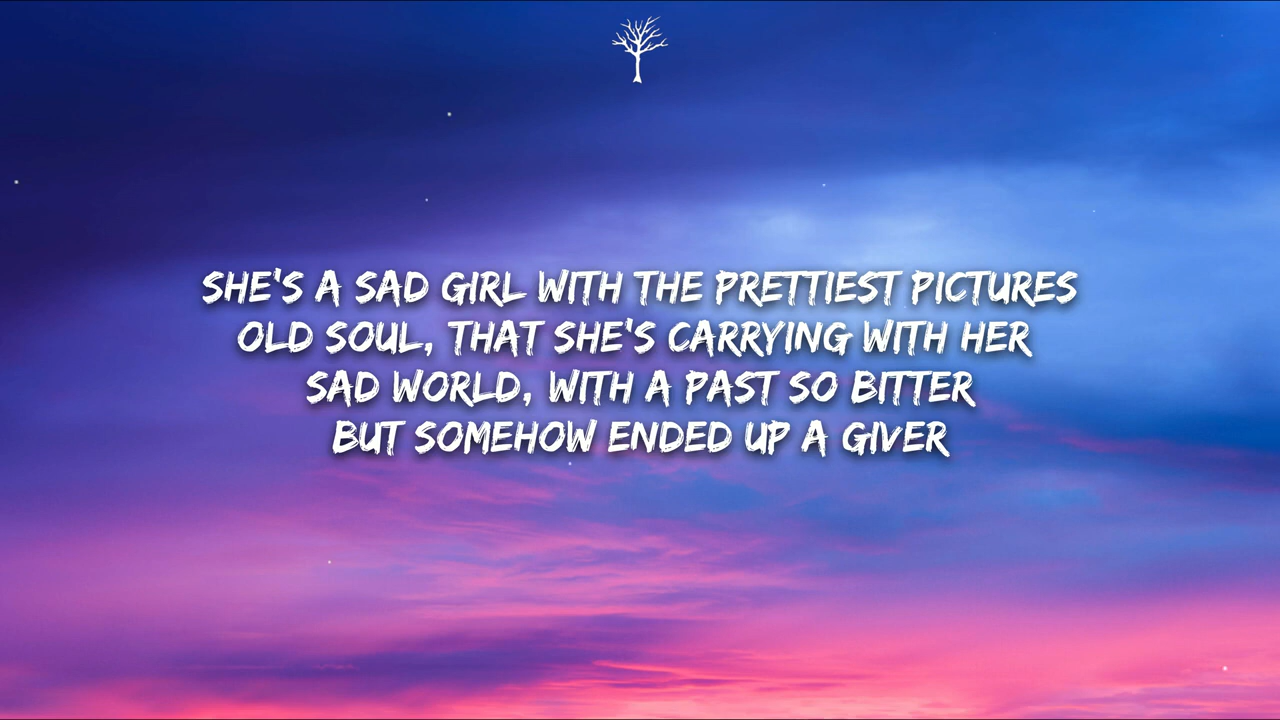 SHE'S A SAD GIRL WITH THE PRETTIEST PICTURES
OLD SOUL, THAT SHE'S CARRYING WITH HER
SAD WORLD, WITH A PAST SO BITTER
BUT SOMEHOW ENDED UP A GIVER